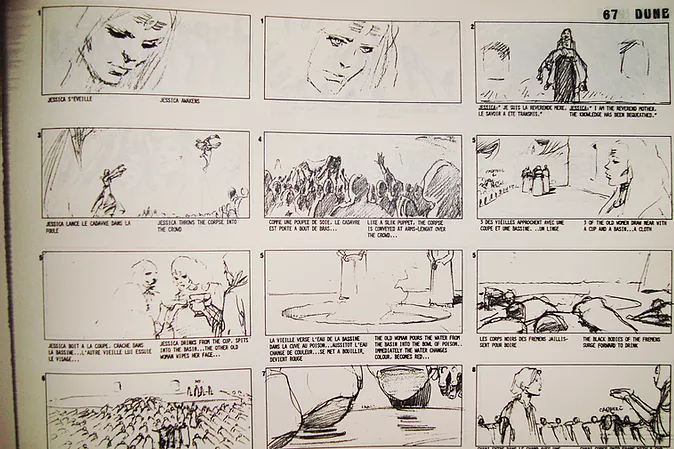 67 DUNE
1
1
2
JESSICA S'EVEILLE
JESSICA AWAKENS
JESSICA-" JE SUIS LA REVERENDE MERE.
LE SAVOIR A ETE TRANSMIS."
JESSICA-" I AM THE REVEREND MOTHER.
THE KNOWLEDGE HAS BEEN BEQUEATHED."
3
4
5
JESSICA LANCE LE CADAVRE DANS LA
FOULE
JESSICA THROWS THE CORPSE INTO
THE CROWD
COMME UNE POUPEE DE SOIE, LE CADAVRE
EST PORTE A BOUT DE BRAS...
LIKE A SLIK PUPPET, THE CORPSE
IS CONVEYED AT ARMS-LENGHT OVER
THE CROWD...
3 DES VIEILLES APPROCHENT AVEC UNE
COUPE ET UNE BASSINE. ..UN LINGE
3 OF THE OLD WOMEN DRAW NEAR WITH
A CUP AND A BASIN...A CLOTH
5
5
5
JESSICA BOIT A LA COUPE, CRACHE DANS
LA BASSINE...L'AUTRE VIEILLE LUI ESSUIE
LE VISAGE...
JESSICA DRINKS FROM THE CUP, SPITS
INTO THE BASIN...THE OTHER OLD
WOMAN WIPES HER FACE...
LA VIEILLE VERSE L'EAU DE LA BASSINE
DANS LA CUVE AU POISON...AUSSITOT L'EAU
CHANGE DE COULEUR...SE MET A BOUILLIR,
DEVIENT ROUGE
THE OLD WOMAN POURS THE WATER FROM
THE BASIN INTO THE BOWL OF POISON...
IMMEDIATELY THE WATER CHANGES
COLOUR. BECOMES RED...
LES CORPS NOIRS DES FREMENS JAILLIS-
SENT POUR BOIRE
THE BLACK BODIES OF THE FREMENS
SURGE FORWARD TO DRINK
6
7
8